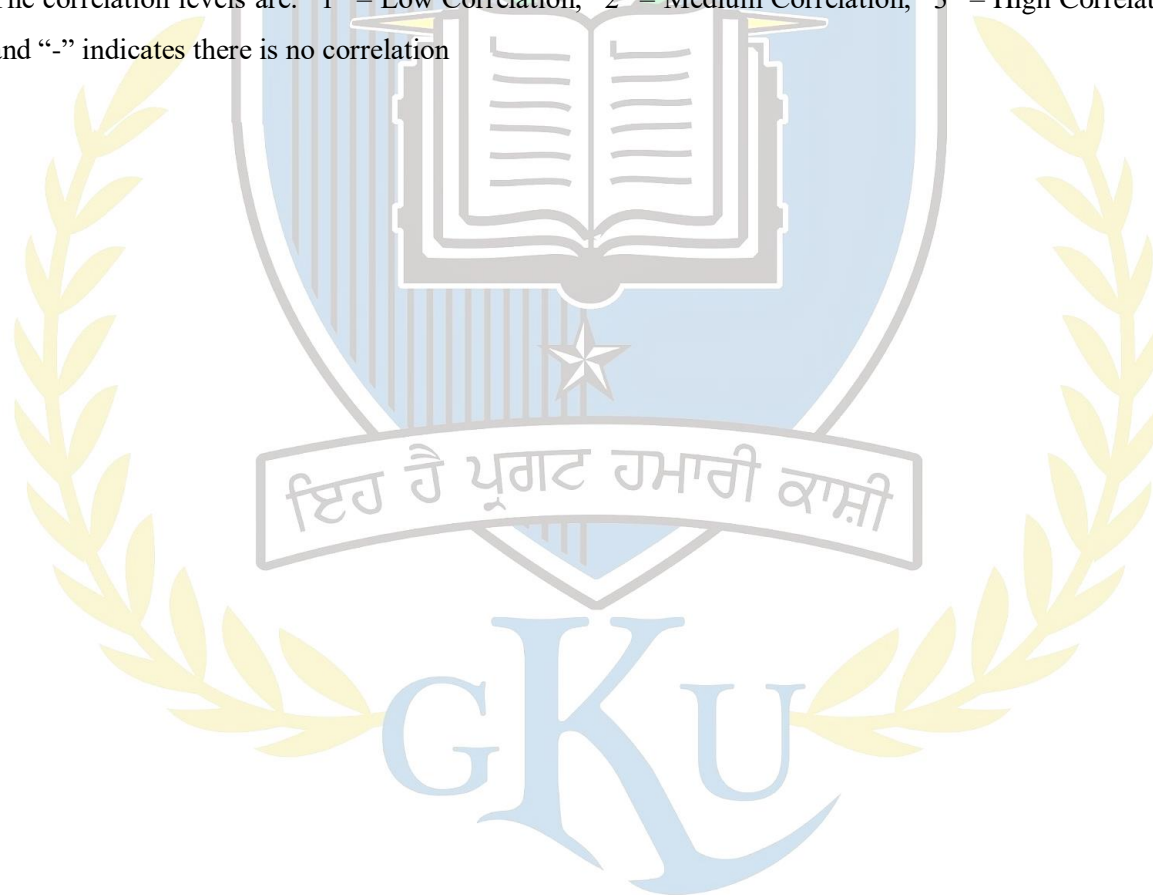 The correlation levels are: "1" – Low Correlation, "2" – Medium Correlation, "3" – High Correlat
and “-” indicates there is no correlation
ਇਹ ਹੈ ਪ੍ਰਗਟ ਹਮਾਰੀ ਕਾਸ਼ੀ
GKU